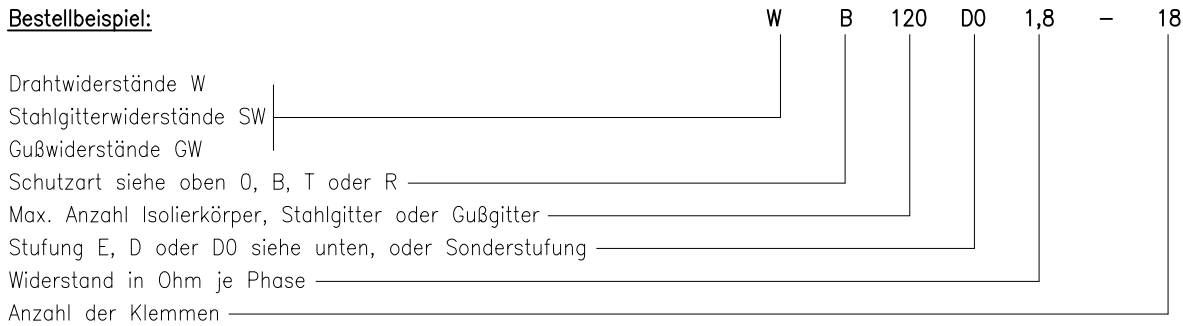 Bestellbeispiel: W B 120 D0 1,8 – 18
Drahtwiderstände W
Stahlgitterwiderstände SW
Gußwiderstände GW
Schutzart siehe oben 0, B, T oder R
Max. Anzahl Isolierkörper, Stahlgitter oder Gußgitter
Stufung E, D oder D0 siehe unten, oder Sonderstufung
Widerstand in Ohm je Phase
Anzahl der Klemmen